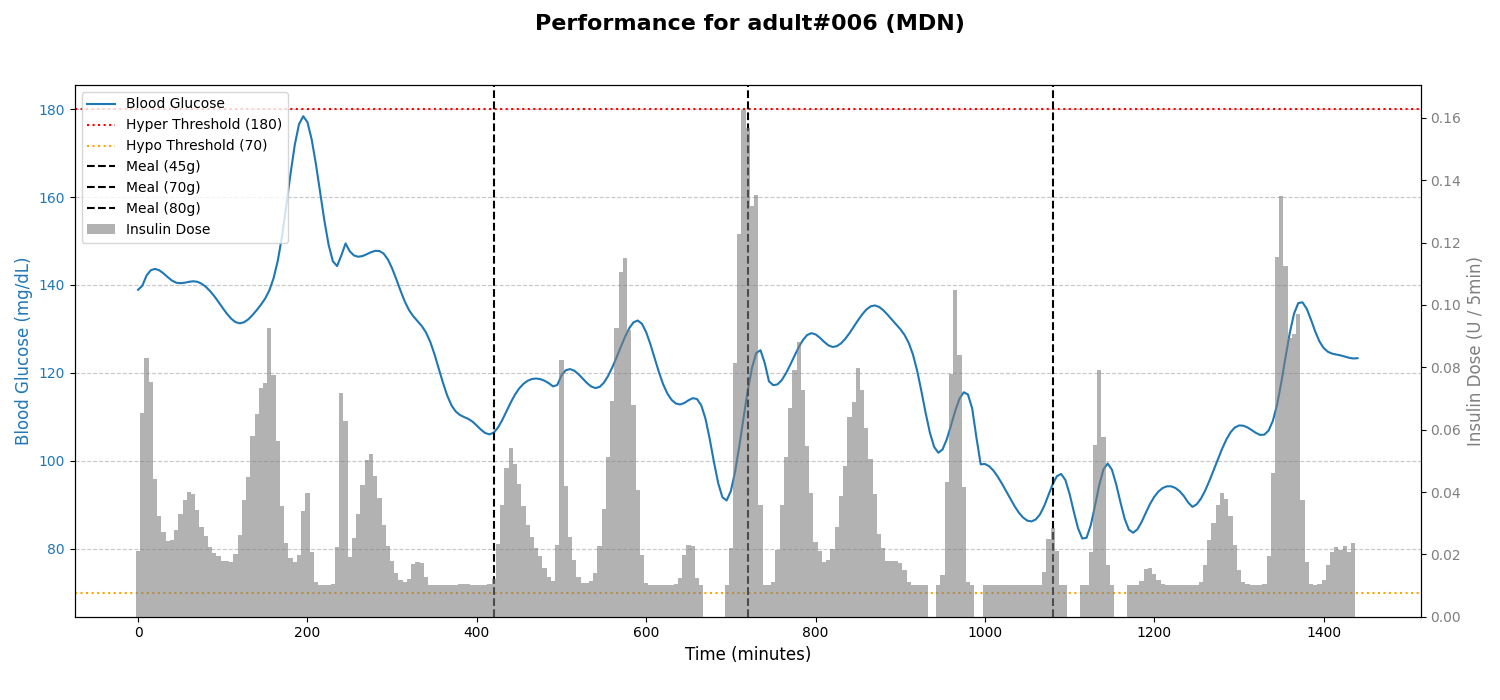 Performance for adult#006 (MDN)
Blood Glucose
Hyper Threshold (180)
Hypo Threshold (70)
Meal (45g)
Meal (70g)
Meal (80g)
Insulin Dose
Blood Glucose (mg/dL)
180
160
140
120
100
80
0.16
0.14
0.12
0.10
0.08
0.06
0.04
0.02
0.00
Insulin Dose (U / 5min)
0 200 400 600 800 1000 1200 1400
Time (minutes)